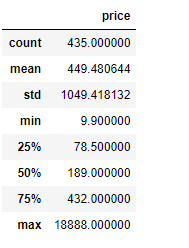 price
count 435.000000
mean 449.480644
std 1049.418132
min 9.900000
25% 78.500000
50% 189.000000
75% 432.000000
max 18888.000000